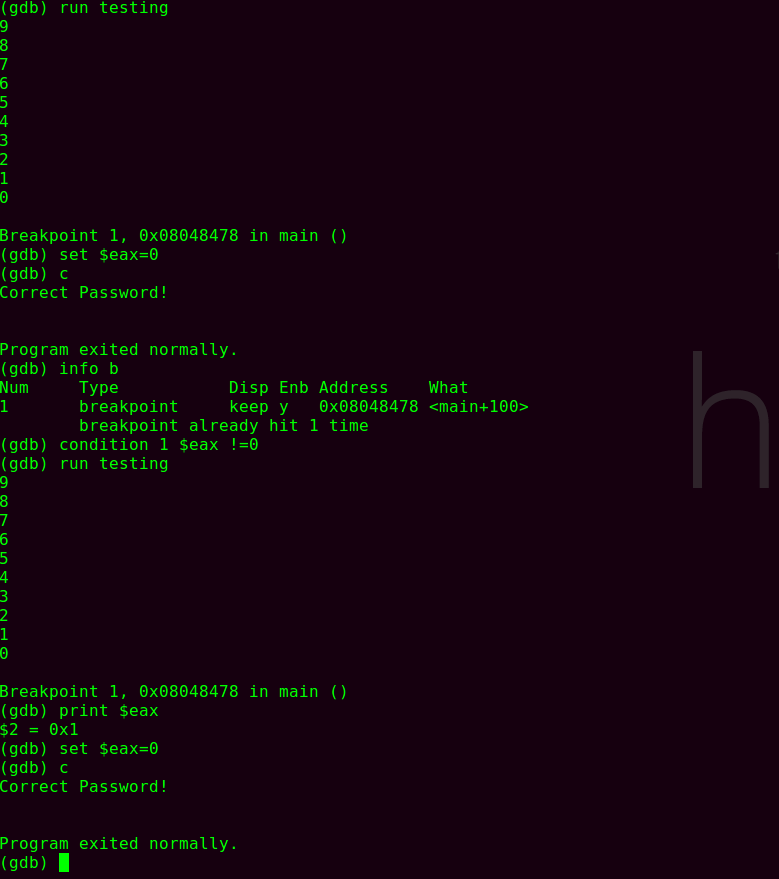 (gdb) run testing
9
8
7
6
5
4
3
2
1
0
Breakpoint 1, 0x08048478 in main ()
(gdb) set $eax=0
(gdb) c
Correct Password!
Program exited normally.
(gdb) info b
Num     Type           Disp Enb Address    What
1       breakpoint     keep y   0x08048478 <main+100>
        breakpoint already hit 1 time
(gdb) condition 1 $eax !=0
(gdb) run testing
9
8
7
6
5
4
3
2
1
0
Breakpoint 1, 0x08048478 in main ()
(gdb) print $eax
$2 = 0x1
(gdb) set $eax=0
(gdb) c
Correct Password!
Program exited normally.
(gdb)
h